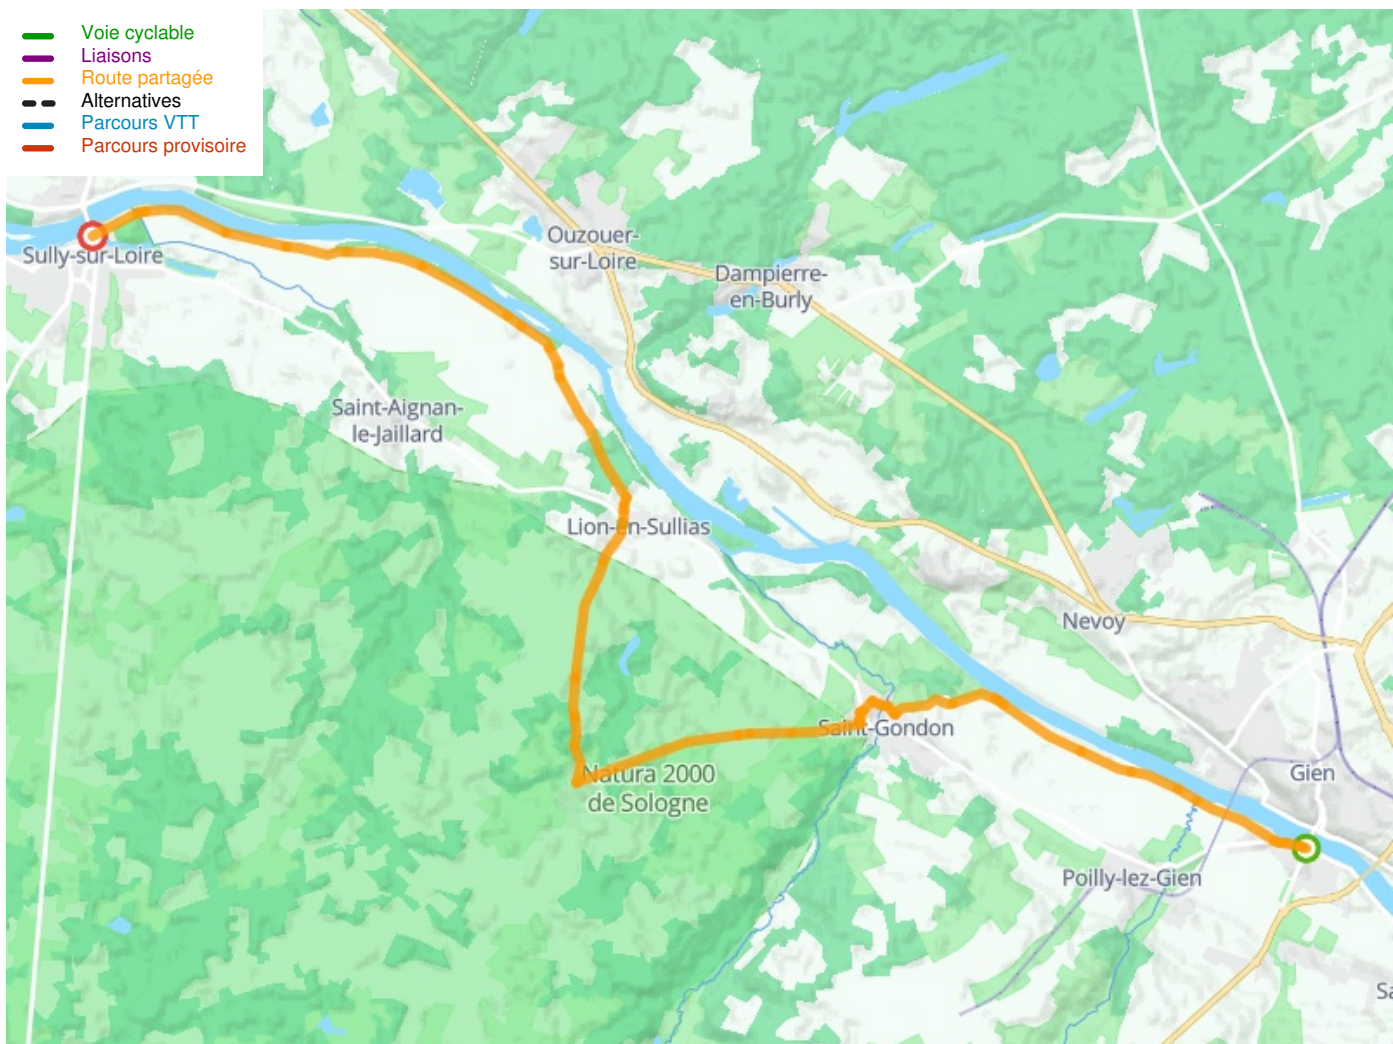 Voie cyclable
Liaisons
Route partagée
Alternatives
Parcours VTT
Parcours provisoire
Sully-sur-Loire
Ouzouer-
sur-Loire
Dampierre-
en-Burly
Saint-Aignan-
le-Jaillard
Lion-en-Sullias
Nevoy
Saint-Gondon
Natura 2000
de Sologne
Gien
Poilly-lez-Gien
Sa